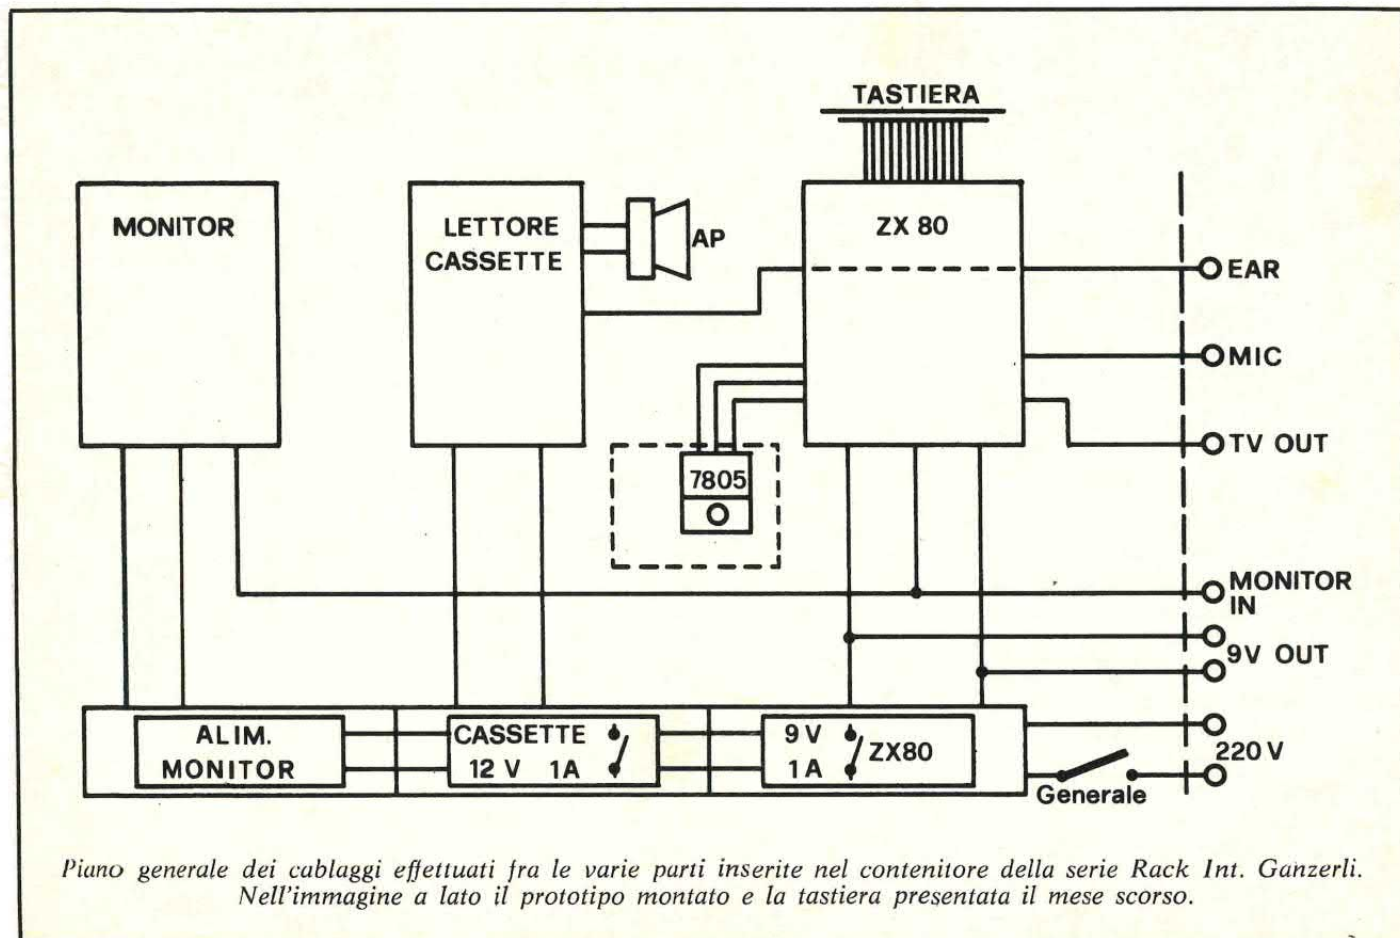 TASTIERA
MONITOR
LETTORE
CASSETTE
AP
ZX 80
EAR
MIC
TV OUT
7805
MONITOR
IN
9V OUT
ALIM.
MONITOR
CASSETTE
12 V 1A
9 V
1 A
ZX80
220 V
Generale
Piano generale dei cablaggi effettuati fra le varie parti inserite nel contenitore della serie Rack Int. Ganzerli.
Nell'immagine a lato il prototipo montato e la tastiera presentata il mese scorso.